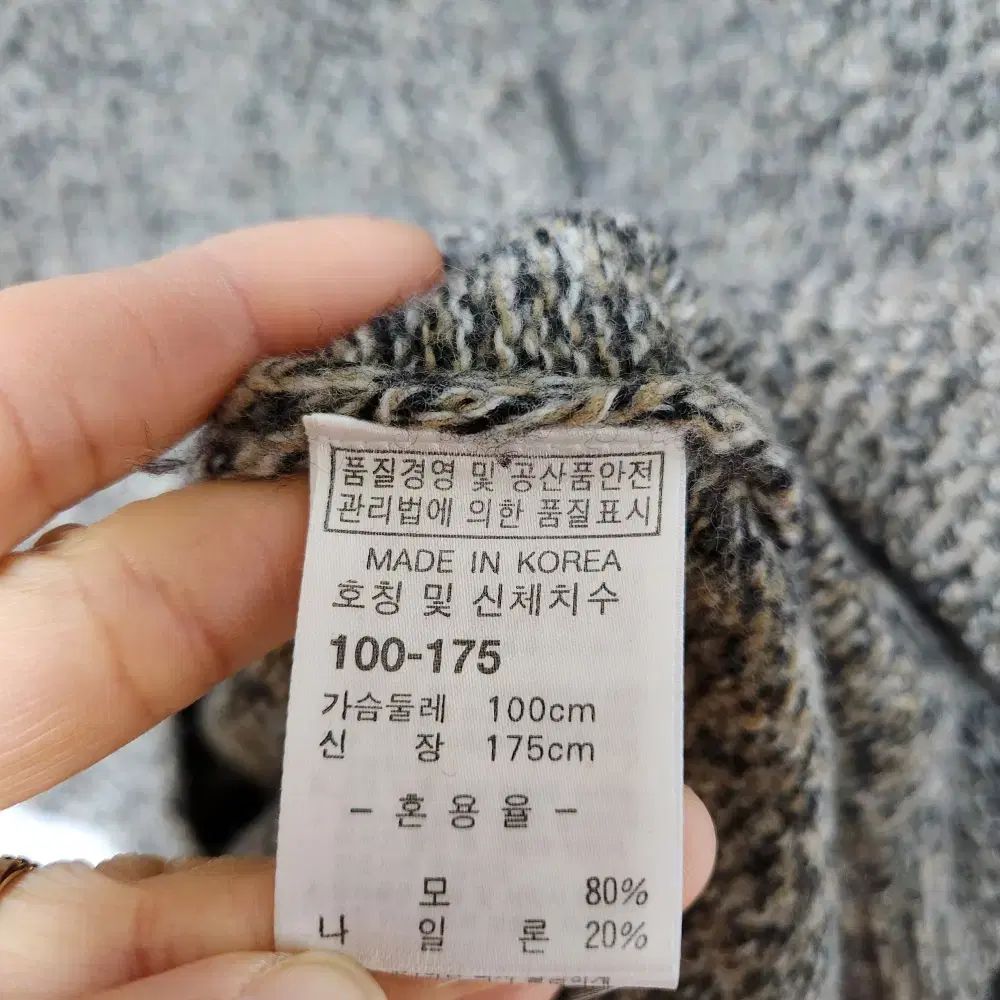 품질경영 및 공산품안전
관리법에 의한 품질표시
MADE IN KOREA
호칭 및 신체치수
100-175
가슴둘레 100cm
신 장 175cm
- 혼 용 율 -
모 80%
나 일 론 20%